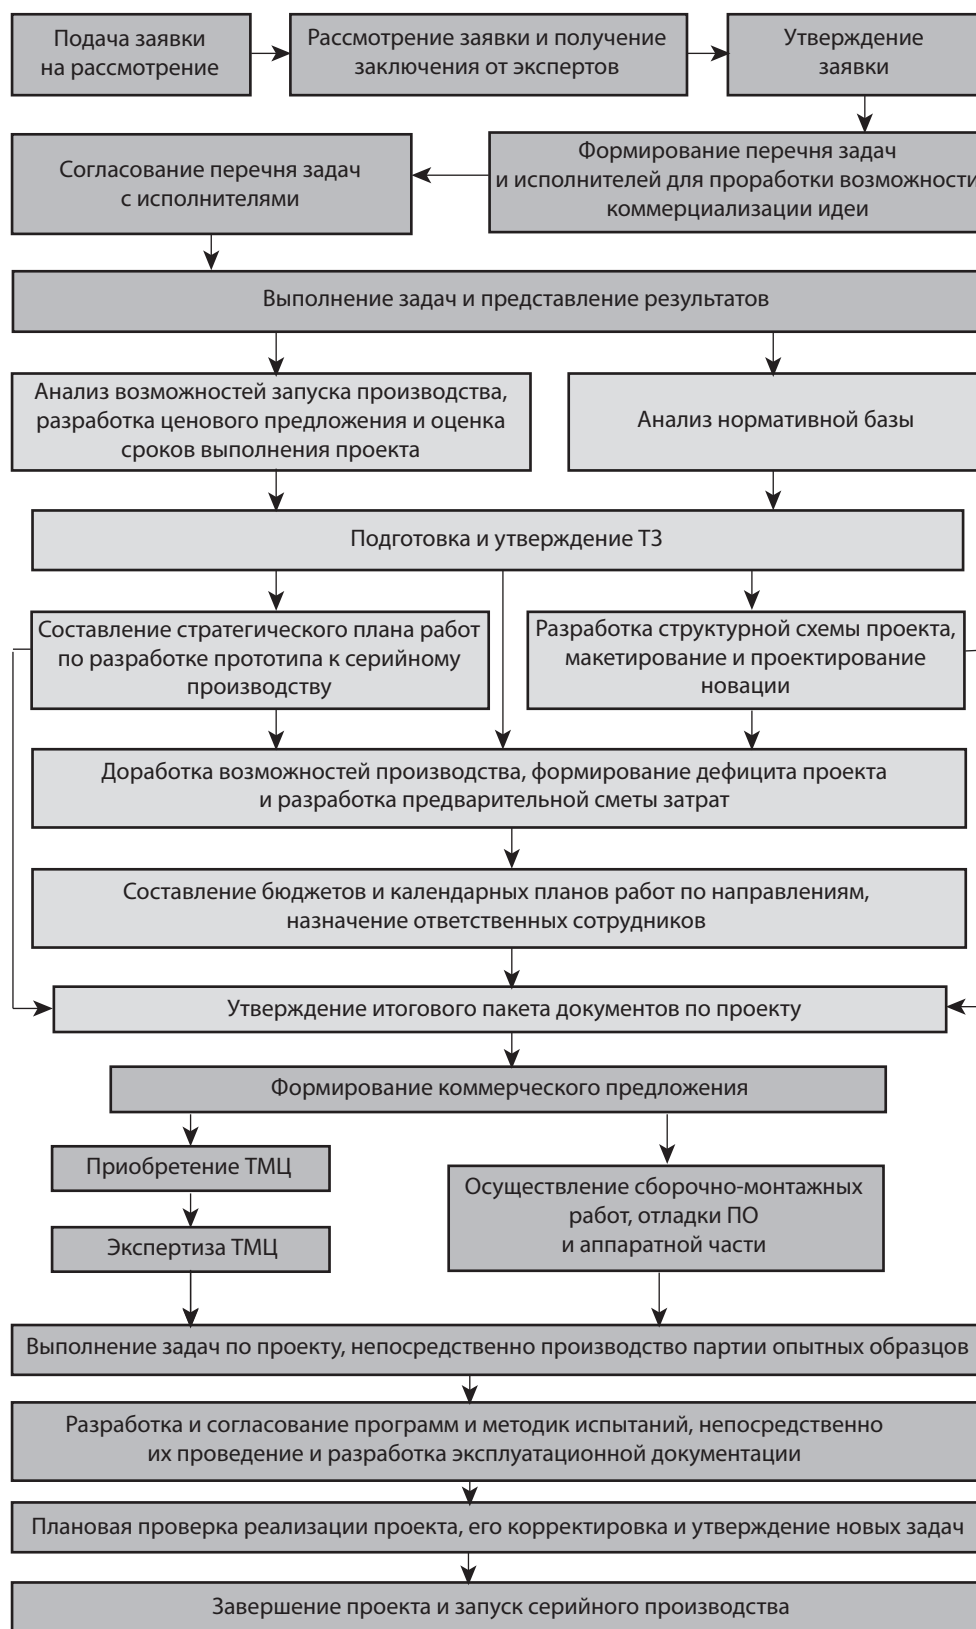 Подача заявки
на рассмотрение
Рассмотрение заявки и получение
заключения от экспертов
Утверждение
заявки
Формирование перечня задач
и исполнителей для проработки возможности
коммерциализации идеи
Согласование перечня задач
с исполнителями
Выполнение задач и представление результатов
Анализ возможностей запуска производства,
разработка ценового предложения и оценка
сроков выполнения проекта
Анализ нормативной базы
Подготовка и утверждение ТЗ
Составление стратегического плана работ
по разработке прототипа к серийному
производству
Разработка структурной схемы проекта,
макетирование и проектирование
новации
Доработка возможностей производства, формирование дефицита проекта
и разработка предварительной сметы затрат
Составление бюджетов и календарных планов работ по направлениям,
назначение ответственных сотрудников
Утверждение итогового пакета документов по проекту
Формирование коммерческого предложения
Приобретение ТМЦ
Экспертиза ТМЦ
Осуществление сборочно-монтажных
работ, отладки ПО
и аппаратной части
Выполнение задач по проекту, непосредственно производство партии опытных образцов
Разработка и согласование программ и методик испытаний, непосредственно
их проведение и разработка эксплуатационной документации
Плановая проверка реализации проекта, его корректировка и утверждение новых задач
Завершение проекта и запуск серийного производства